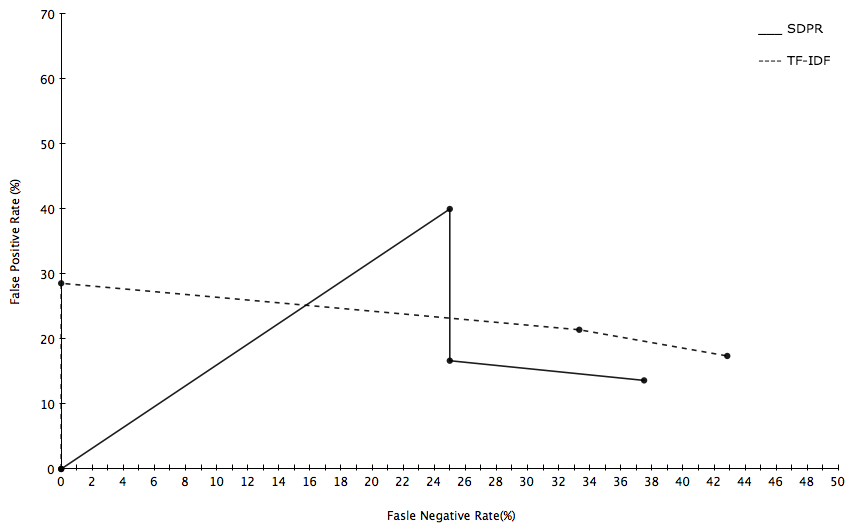 SDPR
TF-IDF
70
60
50
40
30
20
10
0
False Positive Rate (%)
0 2 4 6 8 10 12 14 16 18 20 22 24 26 28 30 32 34 36 38 40 42 44 46 48 50
Fasle Negative Rate(%)